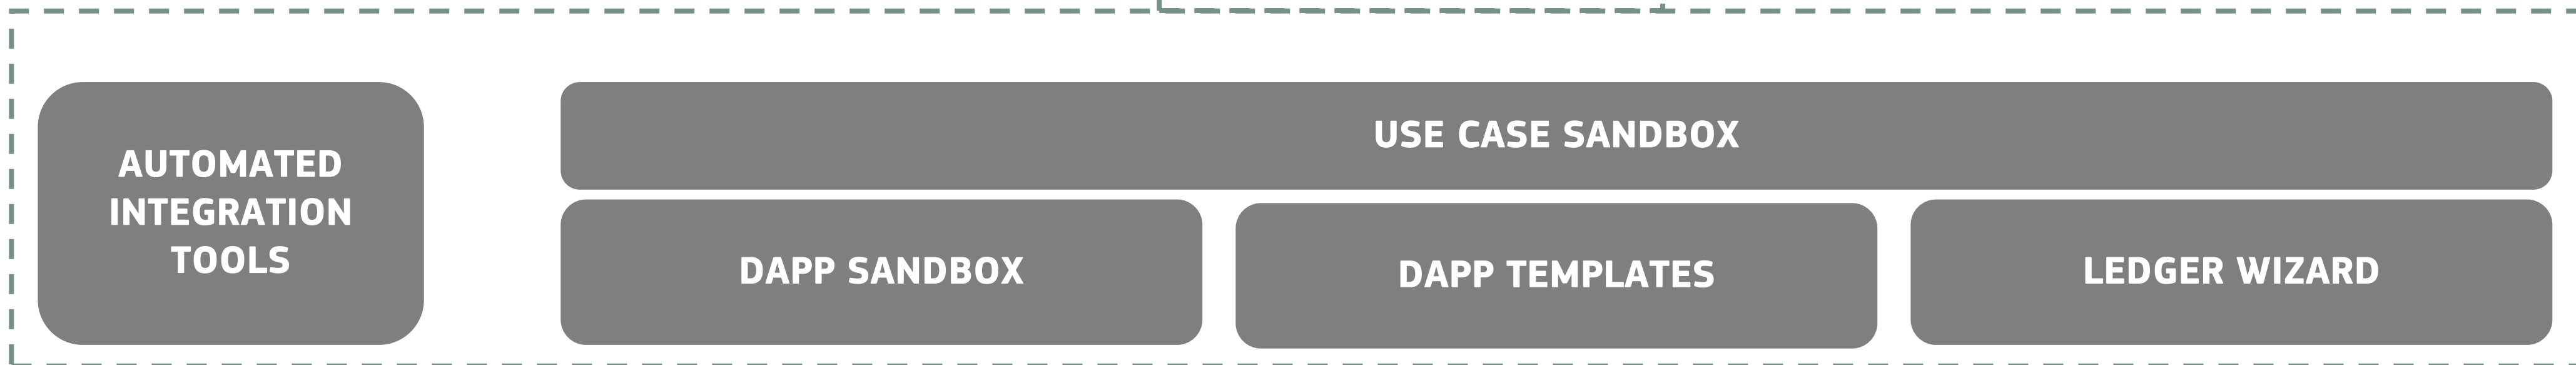 AUTOMATED
INTEGRATION
TOOLS
USE CASE SANDBOX
DAPP SANDBOX
DAPP TEMPLATES
LEDGER WIZARD